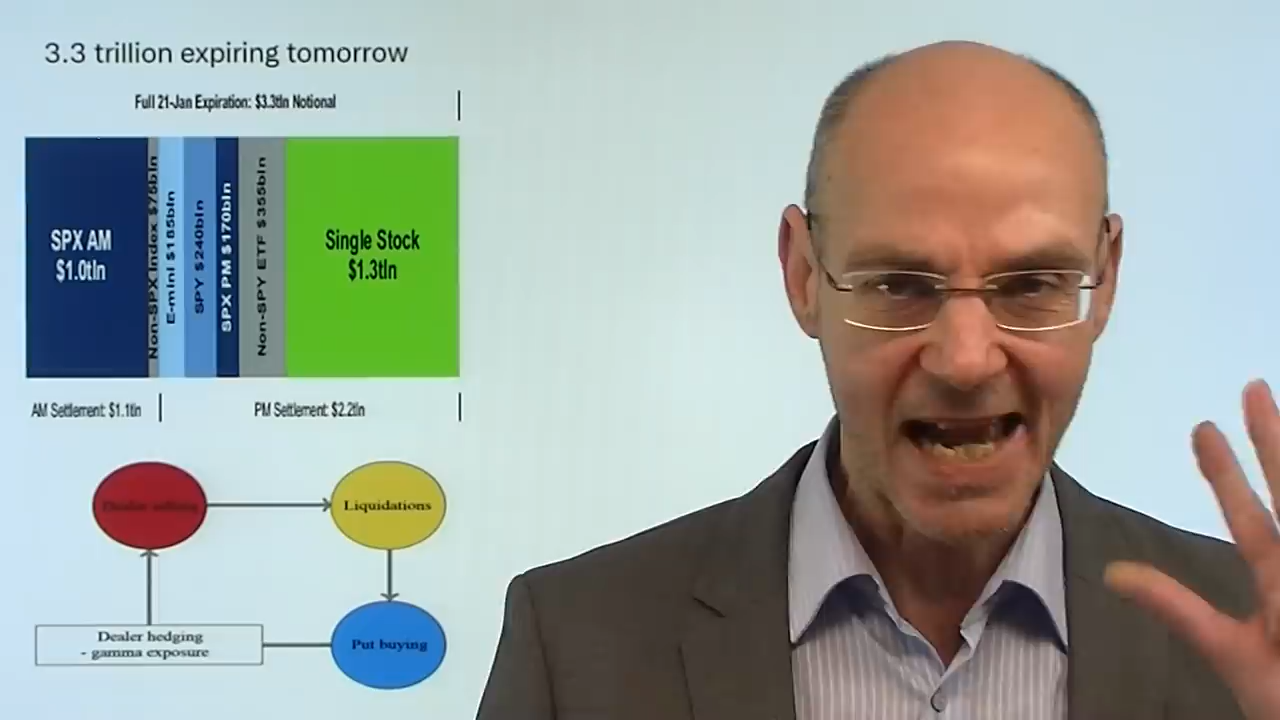 3.3 trillion expiring tomorrow
Full 21-Jan Expiration: $3.3tln Notional
SPX AM
$1.0tln
Non-SPX Index $75bln
E-mini $185bln
SPY $240bln
SPX PM $170bln
Non-SPY ETF $355bln
Single Stock
$1.3tln
AM Settlement: $1.1tln
PM Settlement: $2.2tln
Dealer selling
Liquidations
Dealer hedging
- gamma exposure
Put buying